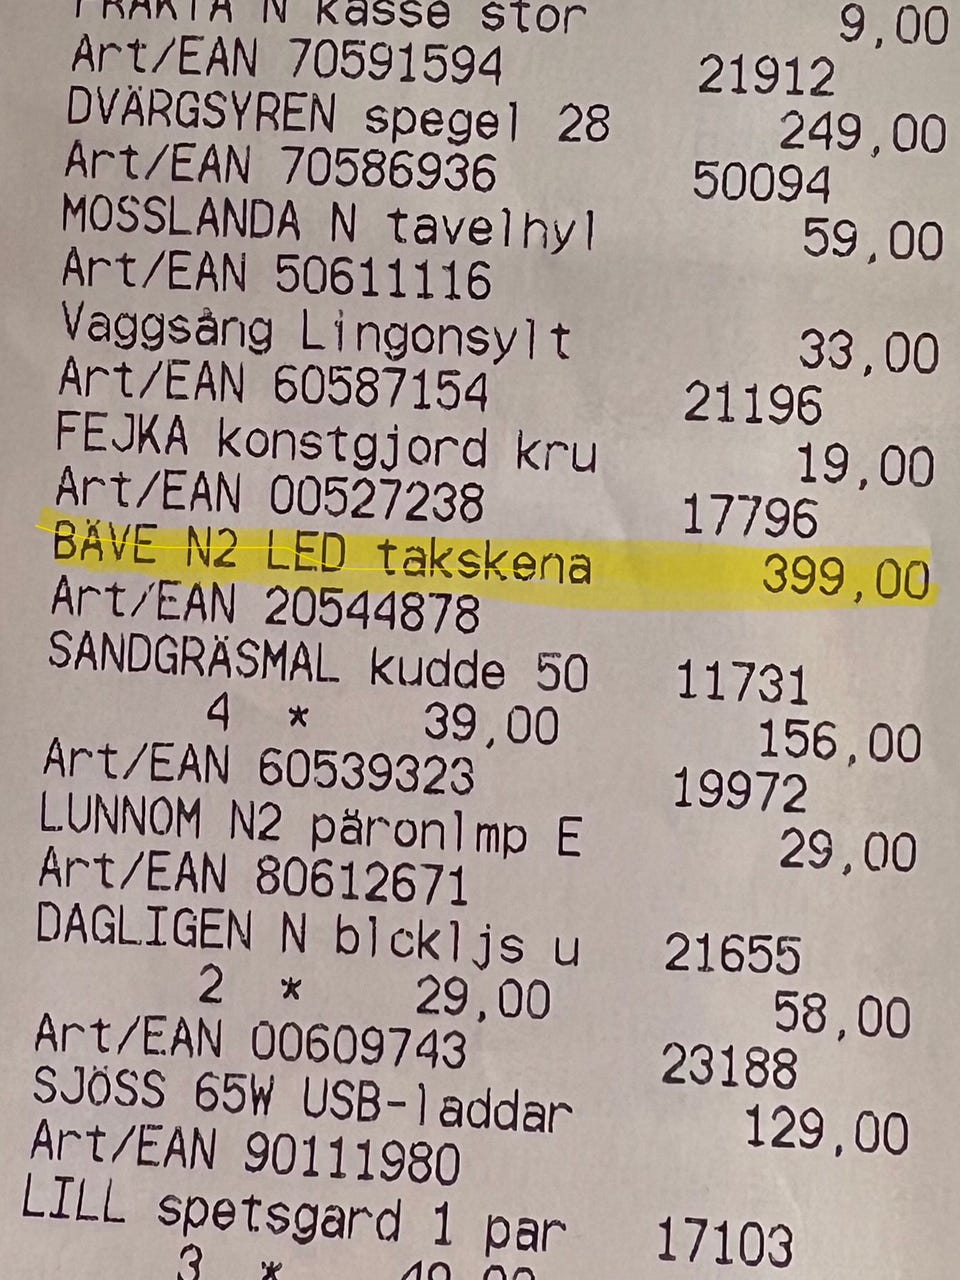 FRAKTA N kasse stor 9,00
Art/EAN 70591594 21912
DVÄRGSYREN spegel 28 249,00
Art/EAN 70586936 50094
MOSSLANDA N tavelhyl 59,00
Art/EAN 50611116
Vaggsång Lingonsylt 33,00
Art/EAN 60587154 21196
FEJKA konstgjord kru 19,00
Art/EAN 00527238 17796
BÄVE N2 LED takskena 399,00
Art/EAN 20544878
SANDGRÄSMAL kudde 50 11731
4 * 39,00 156,00
Art/EAN 60539323 19972
LUNNOM N2 päronlmp E 29,00
Art/EAN 80612671
DAGLIGEN N blckljs u 21655
2 * 29,00 58,00
Art/EAN 00609743 23188
SJÖSS 65W USB-laddar 129,00
Art/EAN 90111980
LILL spetsgard 1 par 17103
3 *